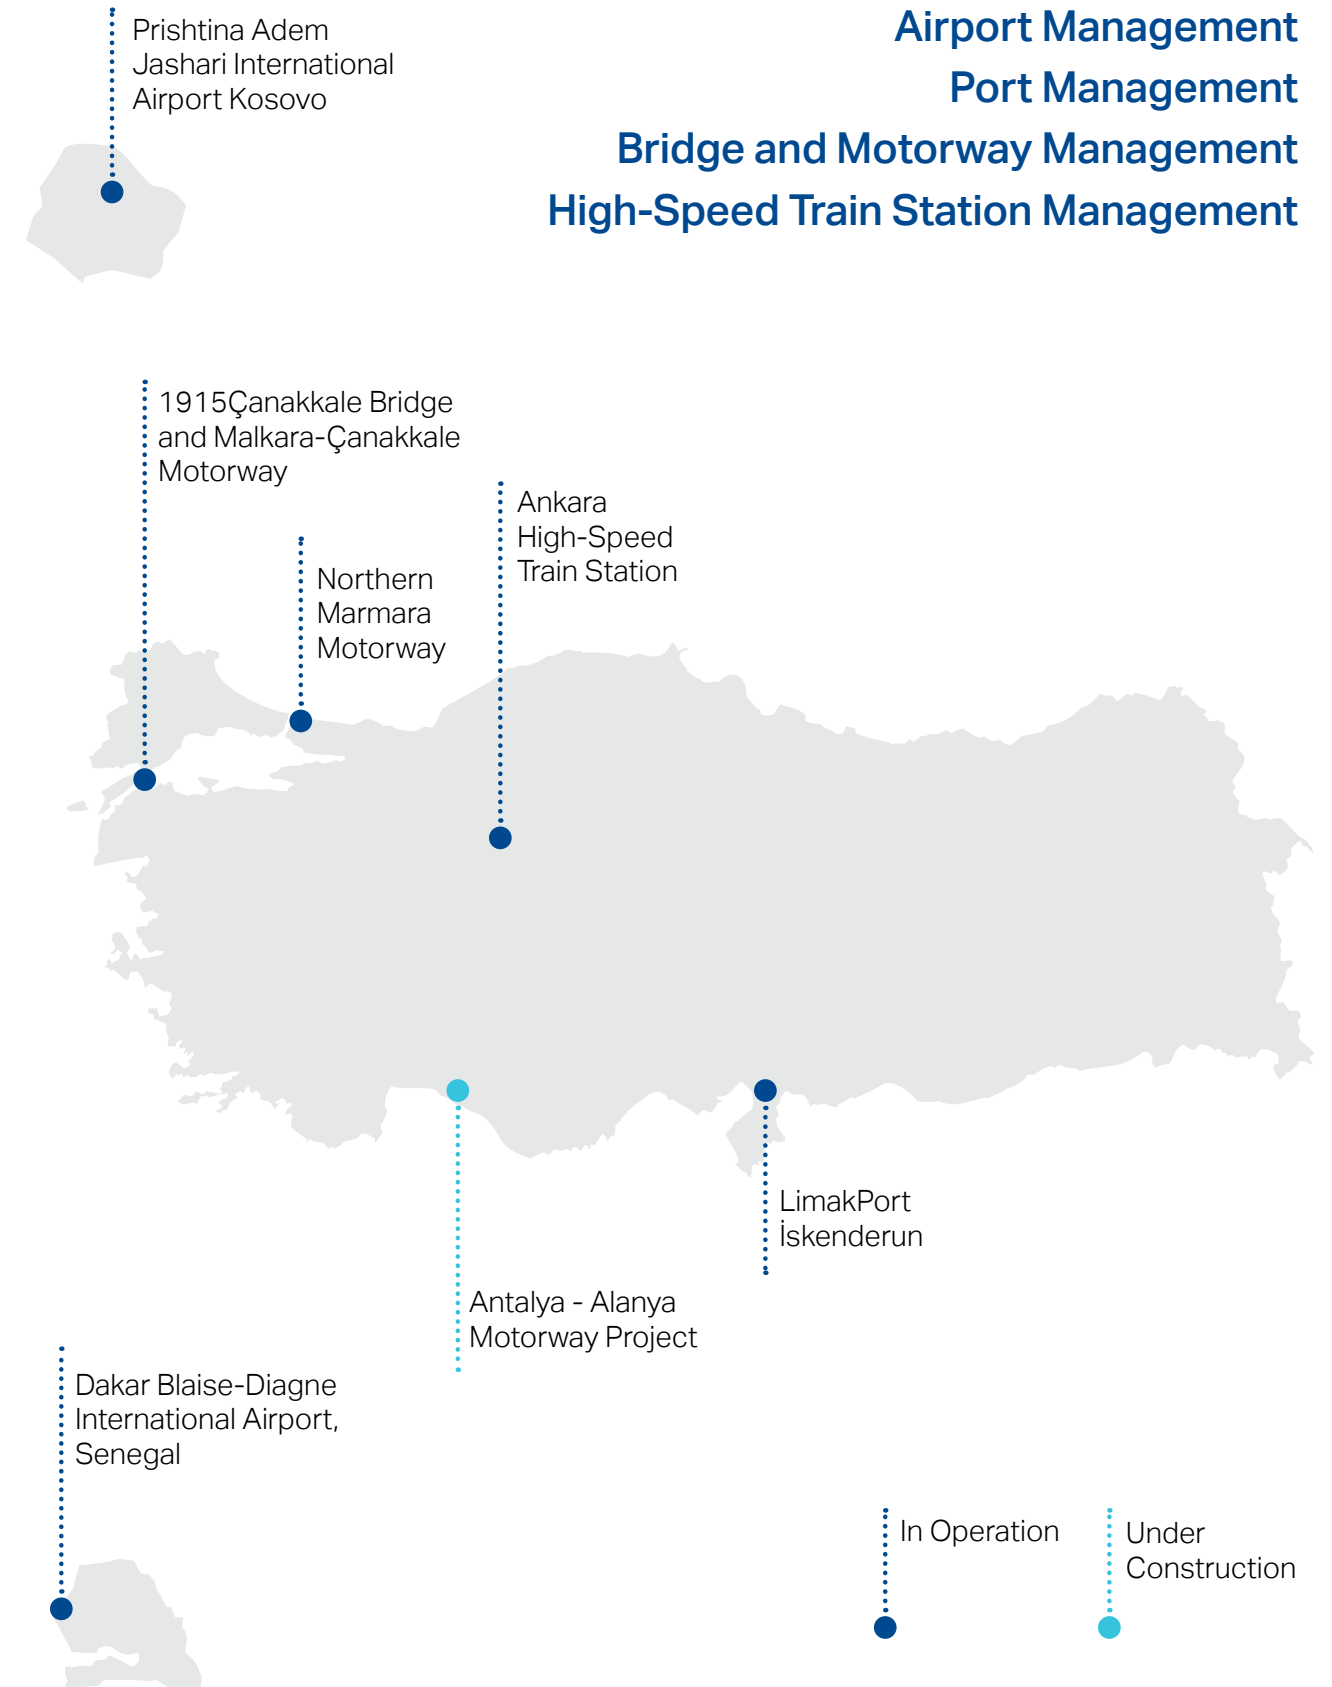 Prishtina Adem
Jashari International
Airport Kosovo
Airport Management
Port Management
Bridge and Motorway Management
High-Speed Train Station Management
1915Çanakkale Bridge
and Malkara-Çanakkale
Motorway
Ankara
High-Speed
Train Station
Northern
Marmara
Motorway
LimakPort
İskenderun
Antalya - Alanya
Motorway Project
Dakar Blaise-Diagne
International Airport,
Senegal
In Operation
Under
Construction